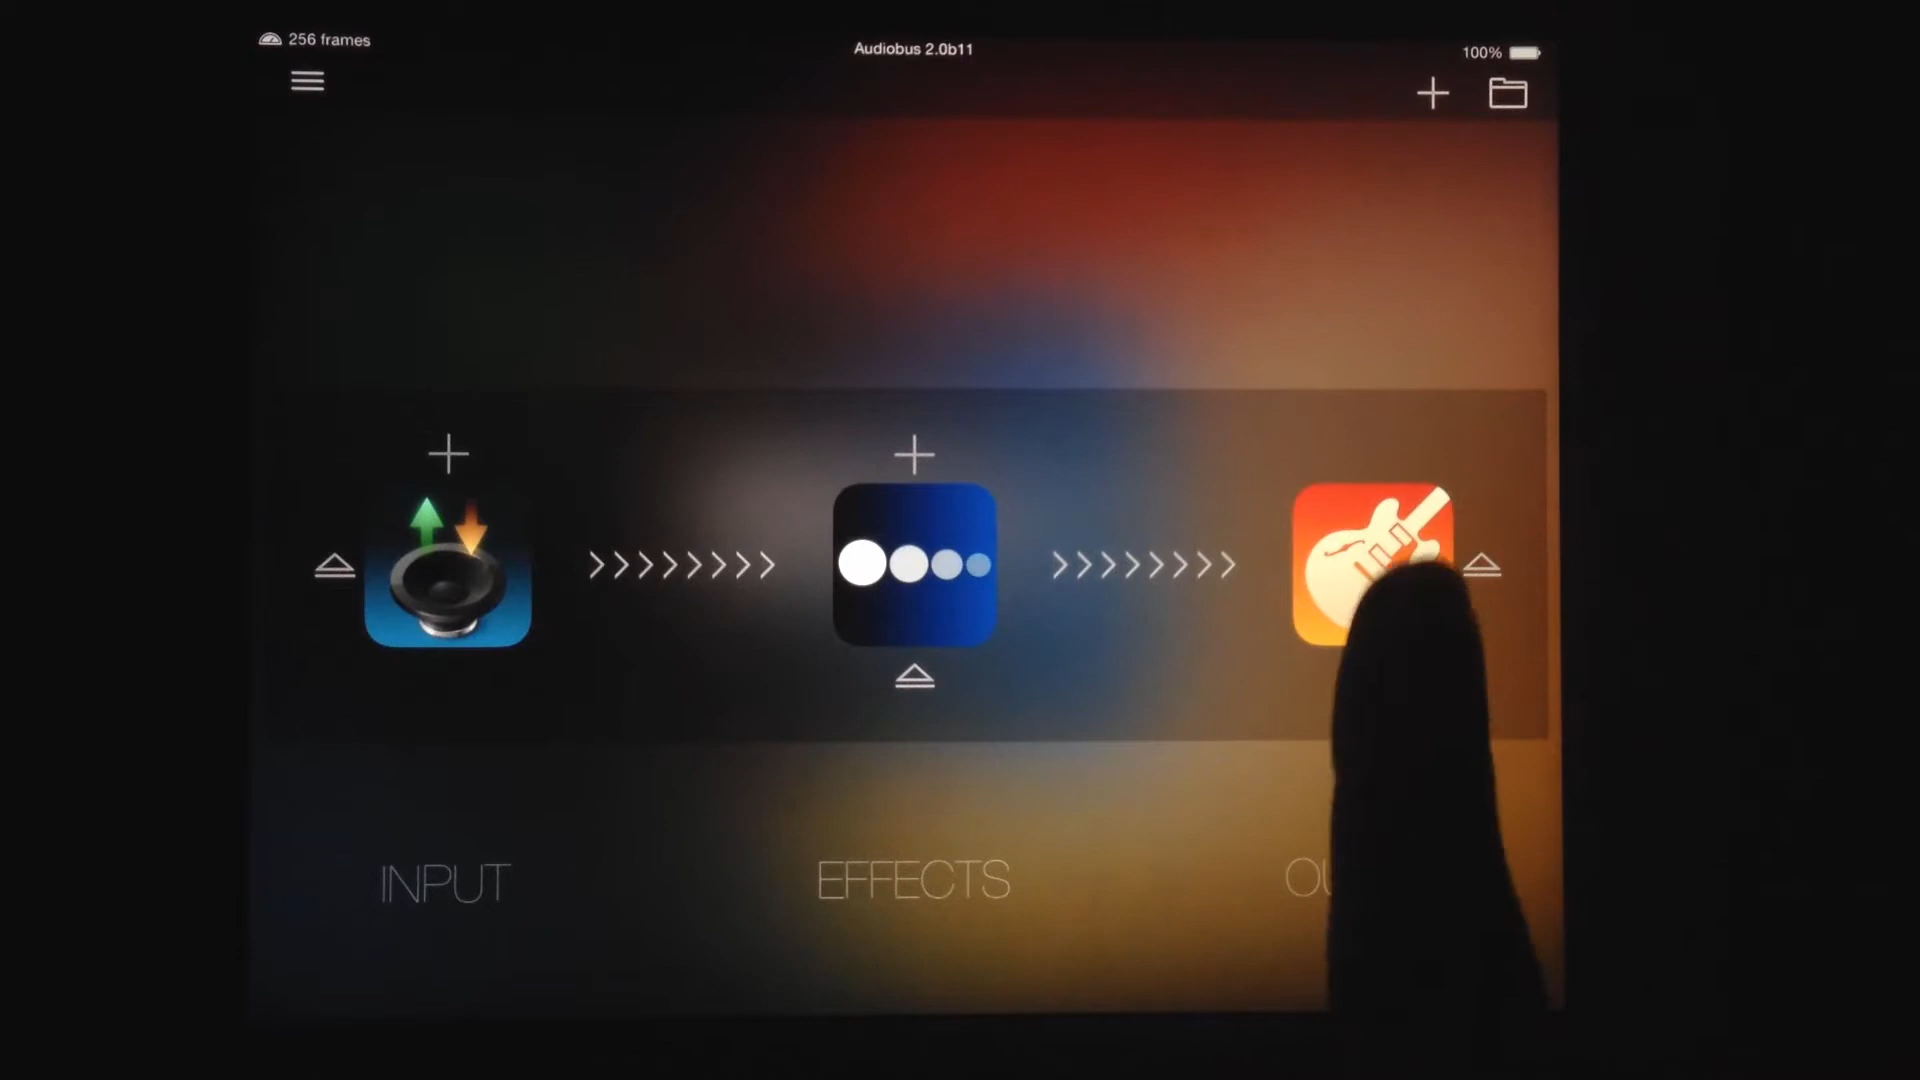 256 frames
Audiobus 2.0b11
100%
INPUT
EFFECTS